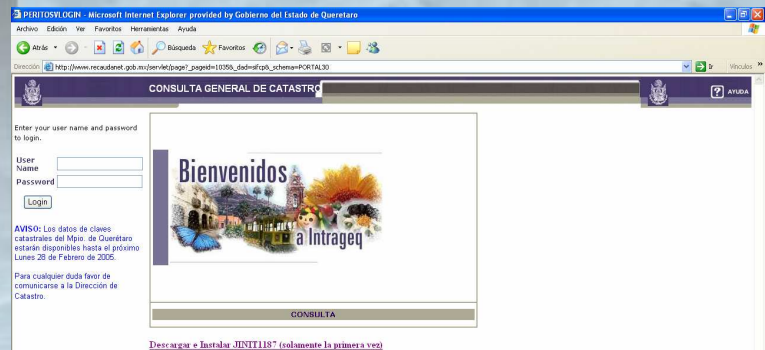 PERITOSVLOGIN - Microsoft Internet Explorer provided by Gobierno del Estado de Queretaro
Archivo Edición Ver Favoritos Herramientas Ayuda
Atrás Búsqueda Favoritos
Dirección http://www.recaudanet.gob.mx/servlet/page?_pageid=1035&_dad=sifcp&_schema=PORTAL30 Ir Vínculos »
CONSULTA GENERAL DE CATASTRO
? AYUDA
Enter your user name and password
to login.
User
Name
Password
Login
AVISO: Los datos de claves
catastrales del Mpio. de Querétaro
estarán disponibles hasta el próximo
Lunes 28 de Febrero de 2005.
Para cualquier duda favor de
comunicarse a la Dirección de
Catastro.
Bienvenidos
a Intrageq
CONSULTA
Descargar e Instalar JINIT1187 (solamente la primera vez)